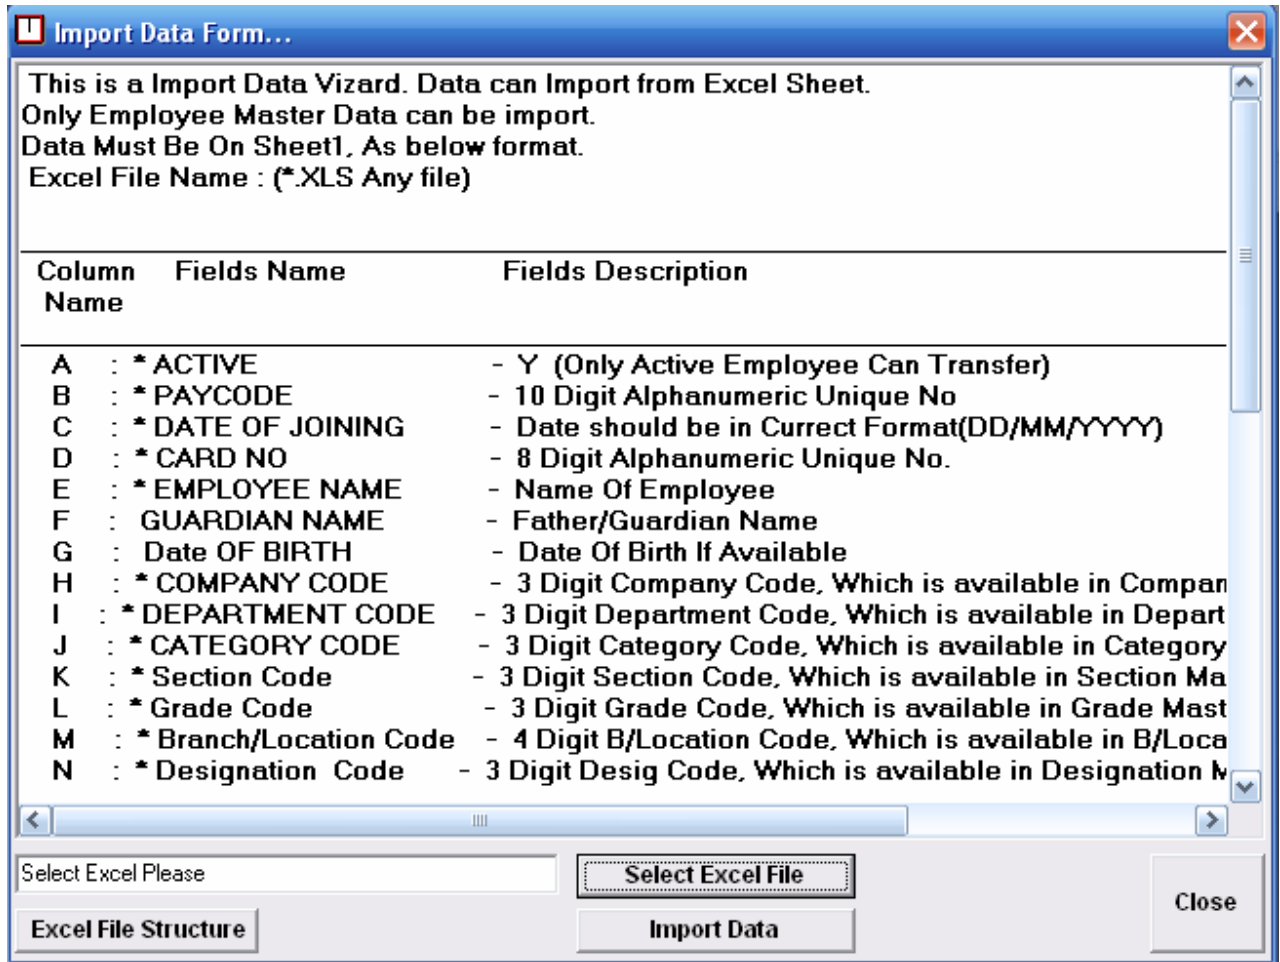 Import Data Form...
This is a Import Data Vizard. Data can Import from Excel Sheet.
Only Employee Master Data can be import.
Data Must Be On Sheet1, As below format.
Excel File Name : (*.XLS Any file)
Column Name Fields Name Fields Description
A : * ACTIVE - Y (Only Active Employee Can Transfer)
B : * PAYCODE - 10 Digit Alphanumeric Unique No
C : * DATE OF JOINING - Date should be in Currect Format(DD/MM/YYYY)
D : * CARD NO - 8 Digit Alphanumeric Unique No.
E : * EMPLOYEE NAME - Name Of Employee
F : GUARDIAN NAME - Father/Guardian Name
G : Date OF BIRTH - Date Of Birth If Available
H : * COMPANY CODE - 3 Digit Company Code, Which is available in Compan
I : * DEPARTMENT CODE - 3 Digit Department Code, Which is available in Depart
J : * CATEGORY CODE - 3 Digit Category Code, Which is available in Category
K : * Section Code - 3 Digit Section Code, Which is available in Section Ma
L : * Grade Code - 3 Digit Grade Code, Which is available in Grade Mast
M : * Branch/Location Code - 4 Digit B/Location Code, Which is available in B/Loca
N : * Designation Code - 3 Digit Desig Code, Which is available in Designation M
Select Excel Please
Select Excel File
Close
Excel File Structure
Import Data